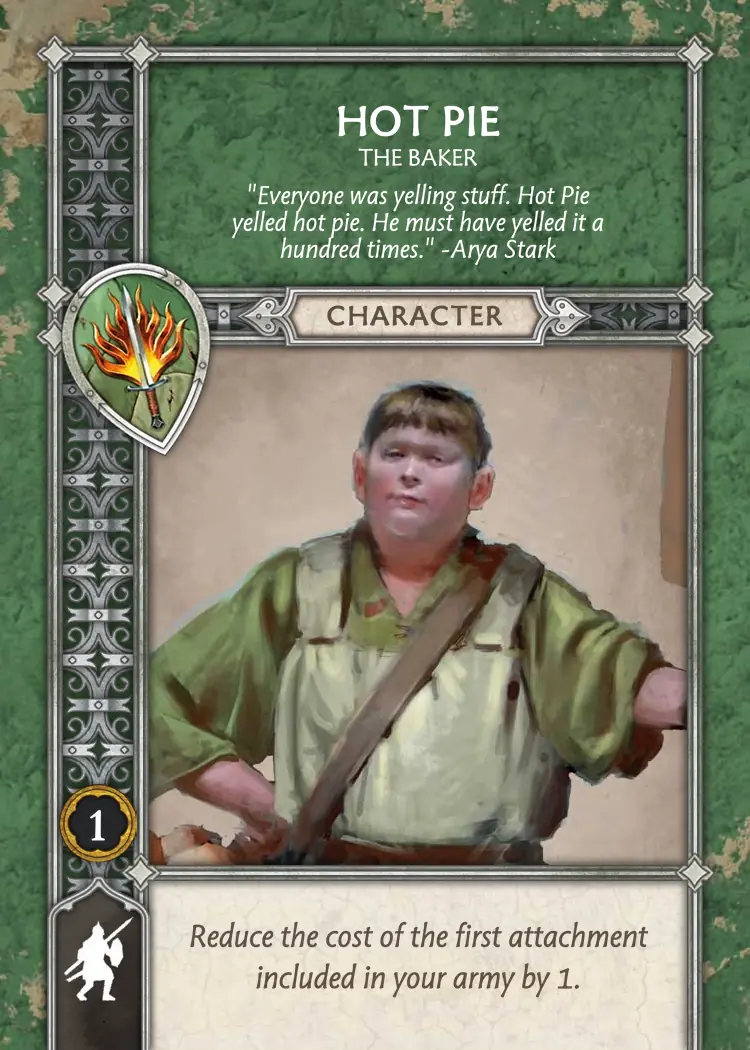 HOT PIE
THE BAKER
"Everyone was yelling stuff. Hot Pie
yelled hot pie. He must have yelled it a
hundred times." -Arya Stark
CHARACTER
1
Reduce the cost of the first attachment
included in your army by 1.